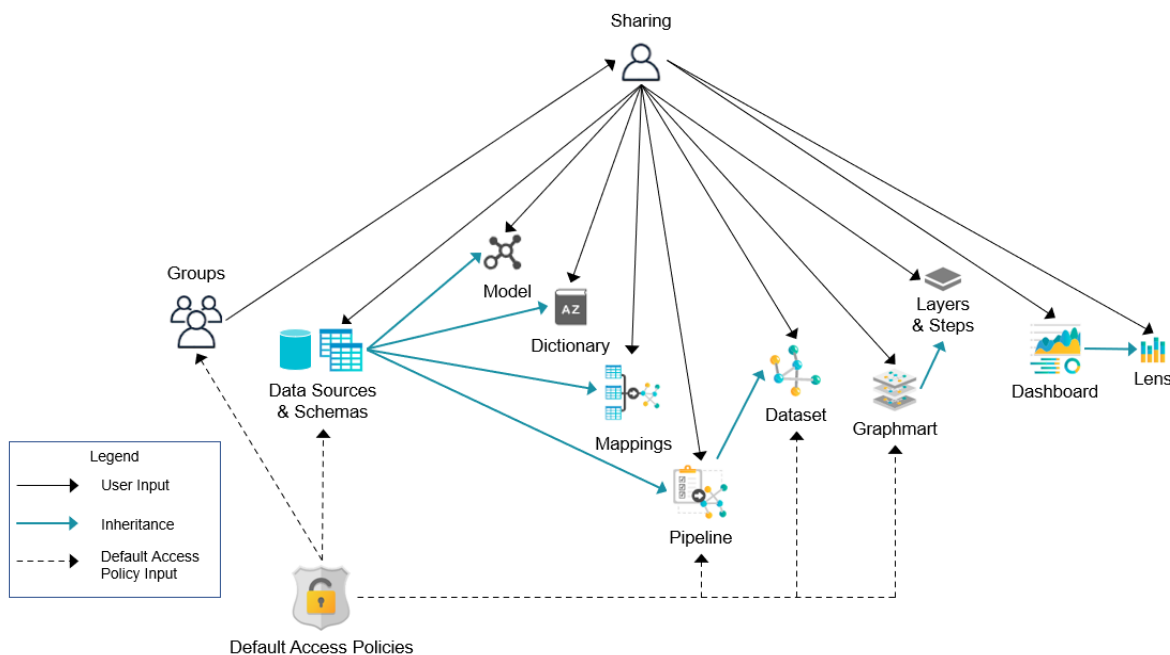 Sharing
Groups
Model
Layers
& Steps
AZ
Dictionary
Data Sources
& Schemas
Dashboard
Lens
Dataset
Graphmart
Mappings
Legend
User Input
Inheritance
Default Access
Policy Input
Pipeline
Default Access Policies